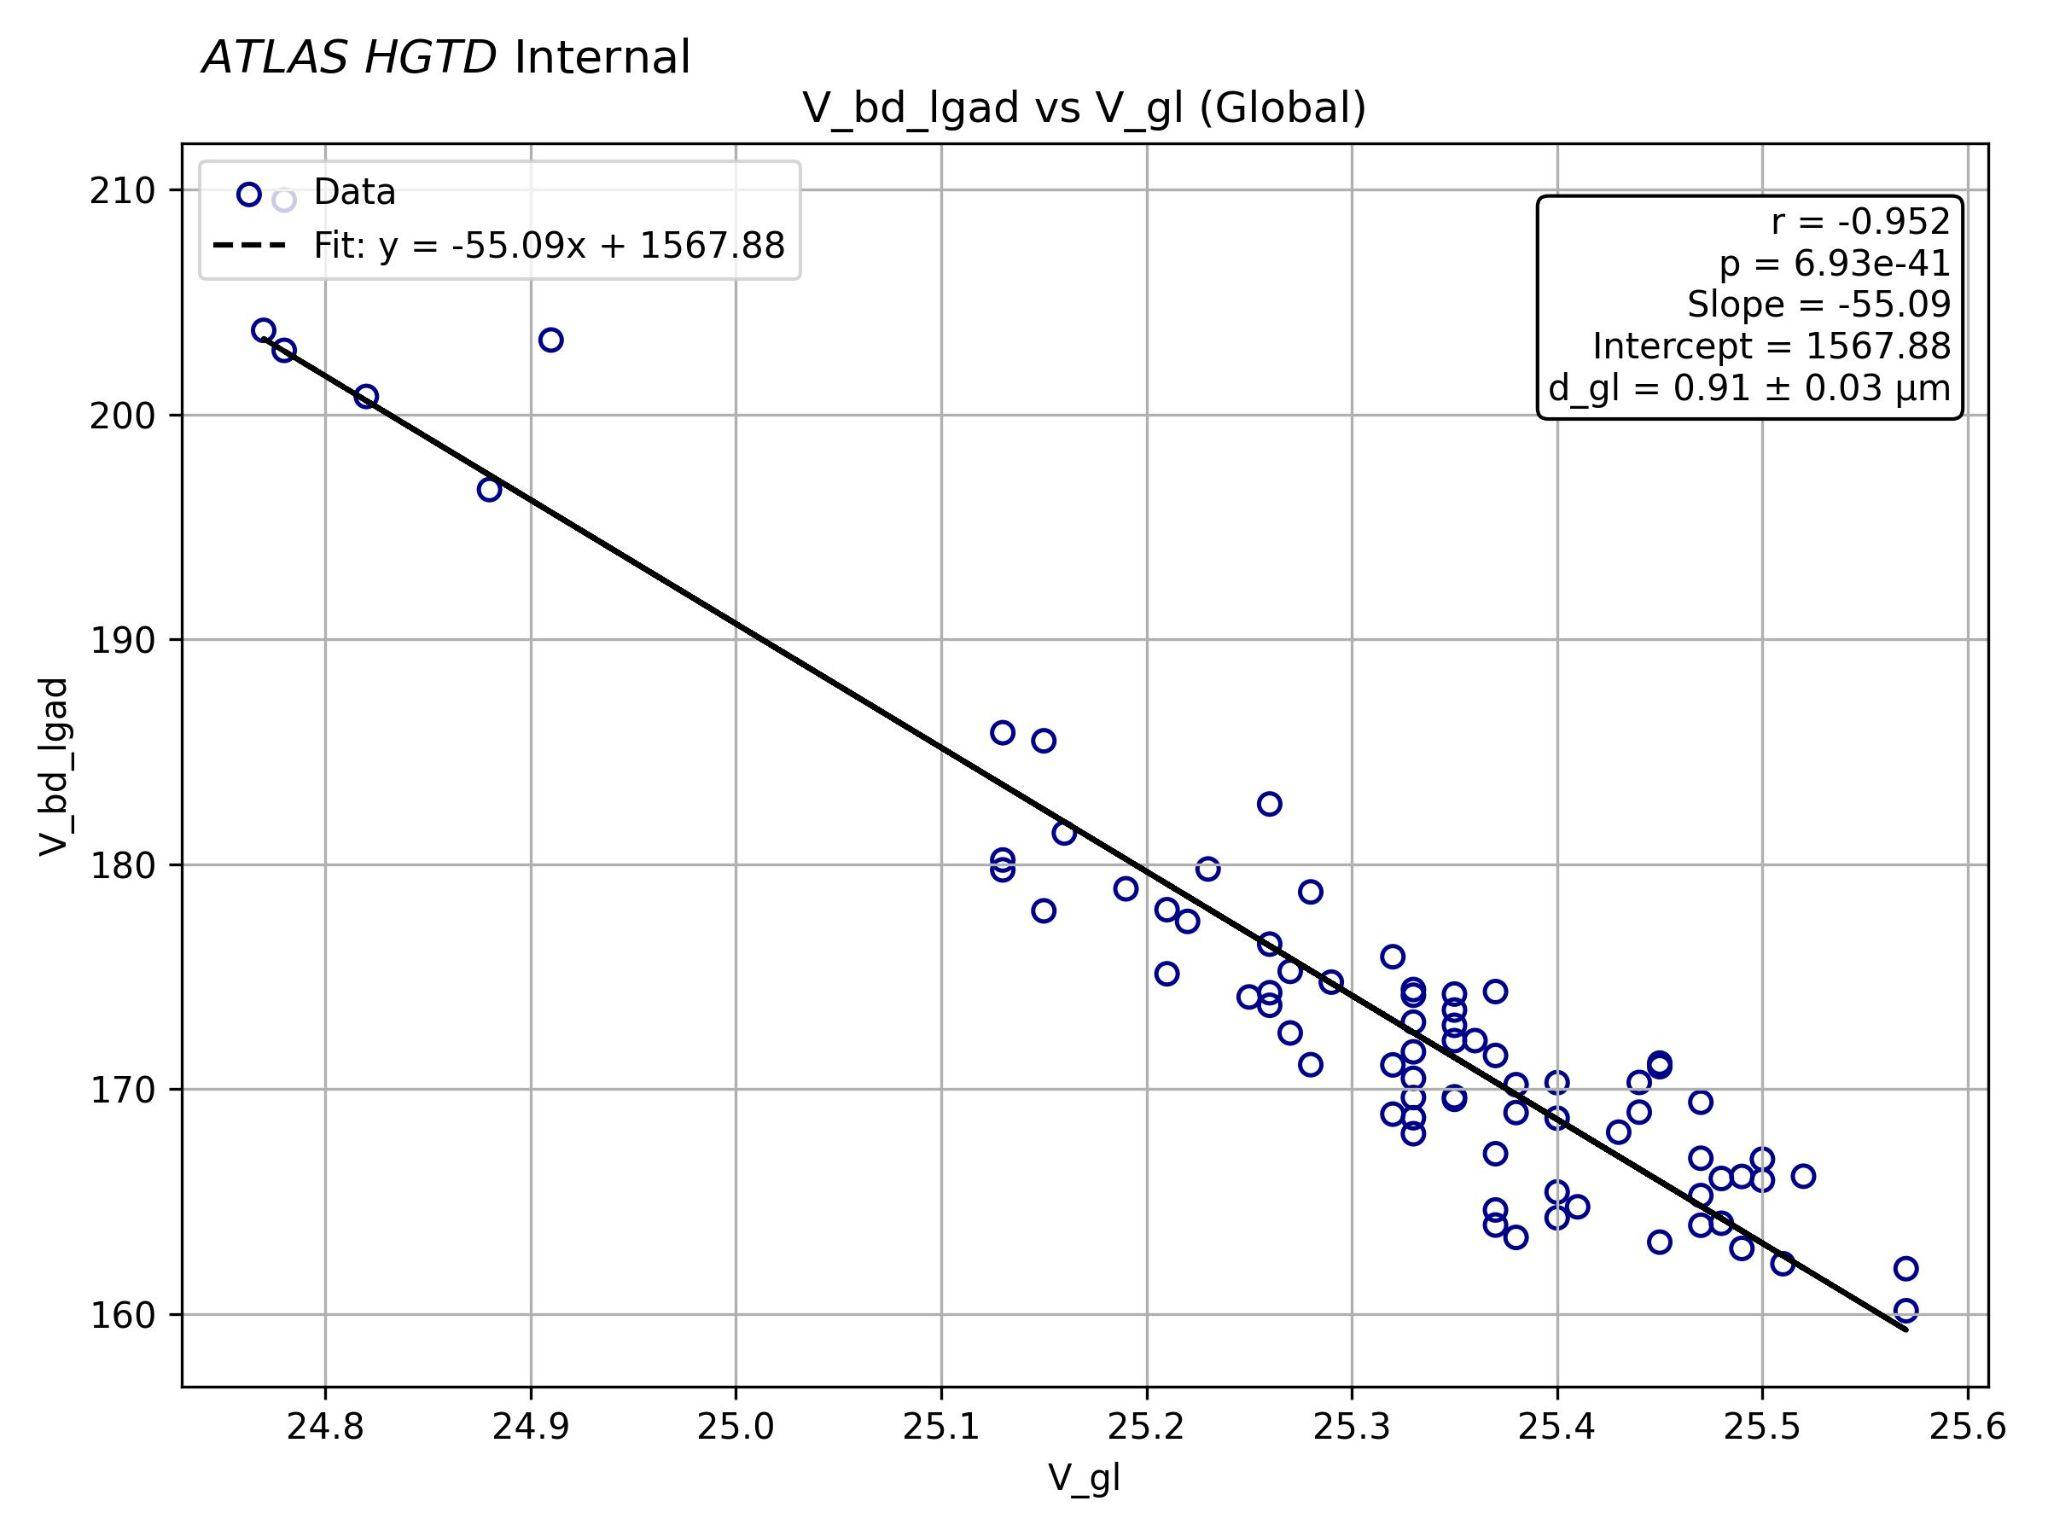 ATLAS HGTD Internal
V_bd_lgad vs V_gl (Global)
Data
Fit: y = -55.09x + 1567.88
r = -0.952
p = 6.93e-41
Slope = -55.09
Intercept = 1567.88
d_gl = 0.91 ± 0.03 µm
V_bd_lgad
210
200
190
180
170
160
24.8 24.9 25.0 25.1 25.2 25.3 25.4 25.5 25.6
V_gl